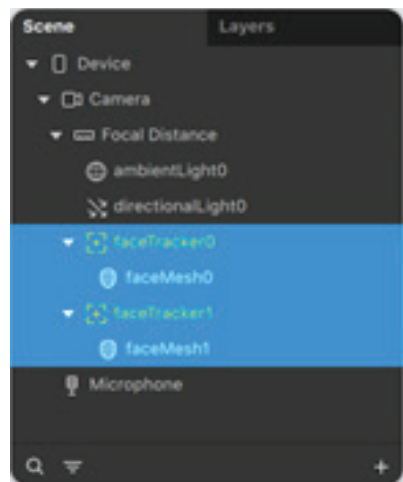 Scene Layers
Device
Camera
Focal Distance
ambientLight0
directionalLight0
faceTracker0
faceMesh0
faceTracker1
faceMesh1
Microphone